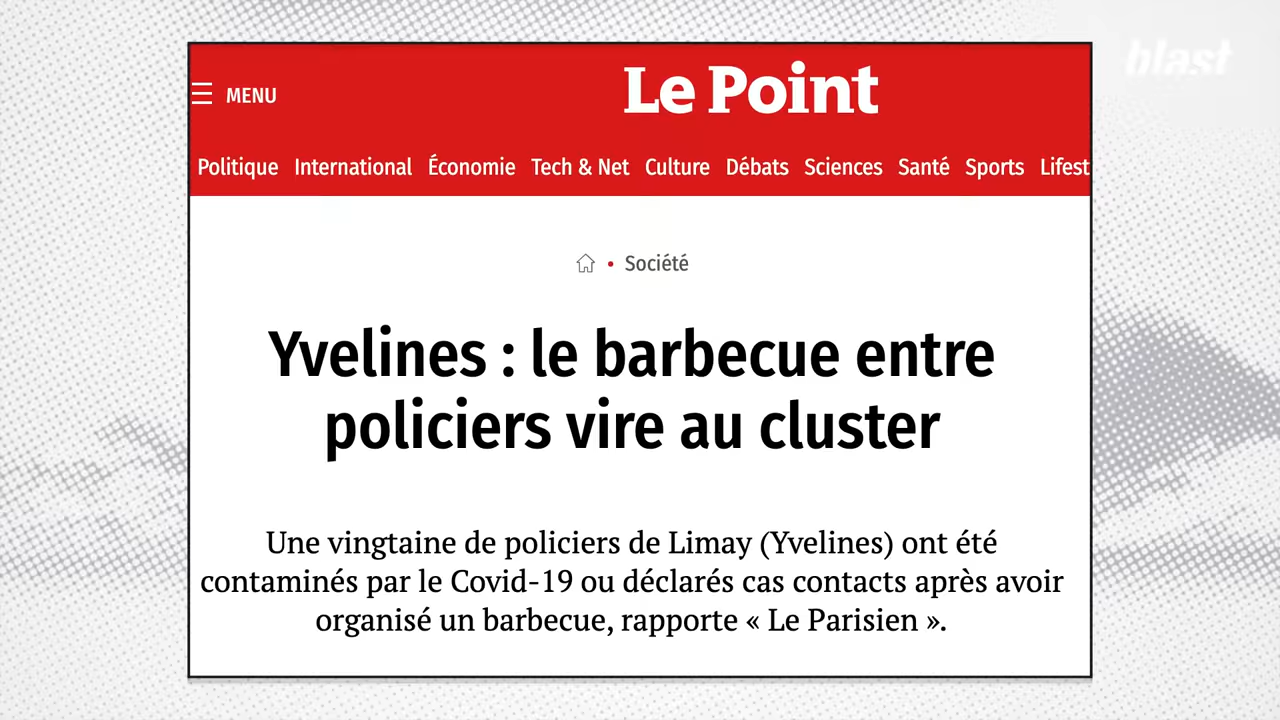 blast
MENU
Le Point
Politique International Économie Tech & Net Culture Débats Sciences Santé Sports Lifest
Société
Yvelines : le barbecue entre
policiers vire au cluster
Une vingtaine de policiers de Limay (Yvelines) ont été
contaminés par le Covid-19 ou déclarés cas contacts après avoir
organisé un barbecue, rapporte « Le Parisien ».